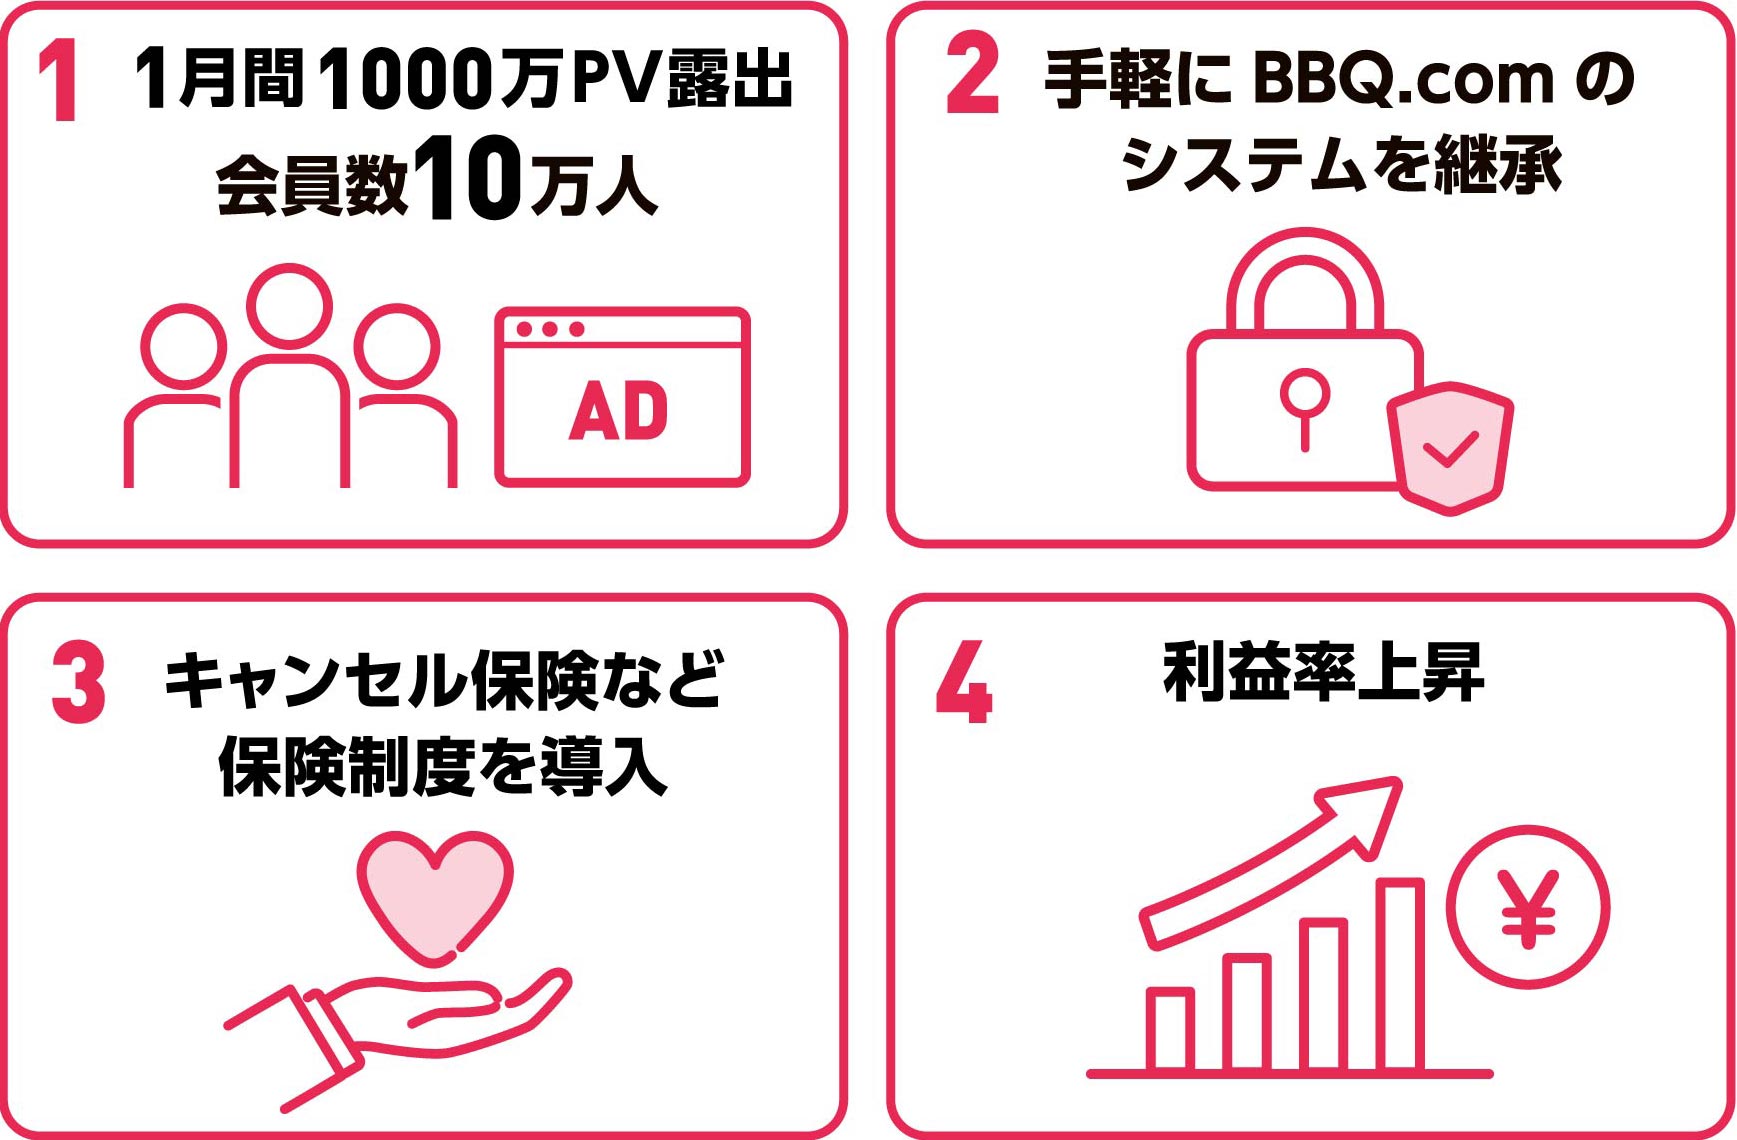 1
1月間1000万PV露出
会員数10万人
AD
2
手軽にBBQ.comの
システムを継承
3
キャンセル保険など
保険制度を導入
4
利益率上昇
¥